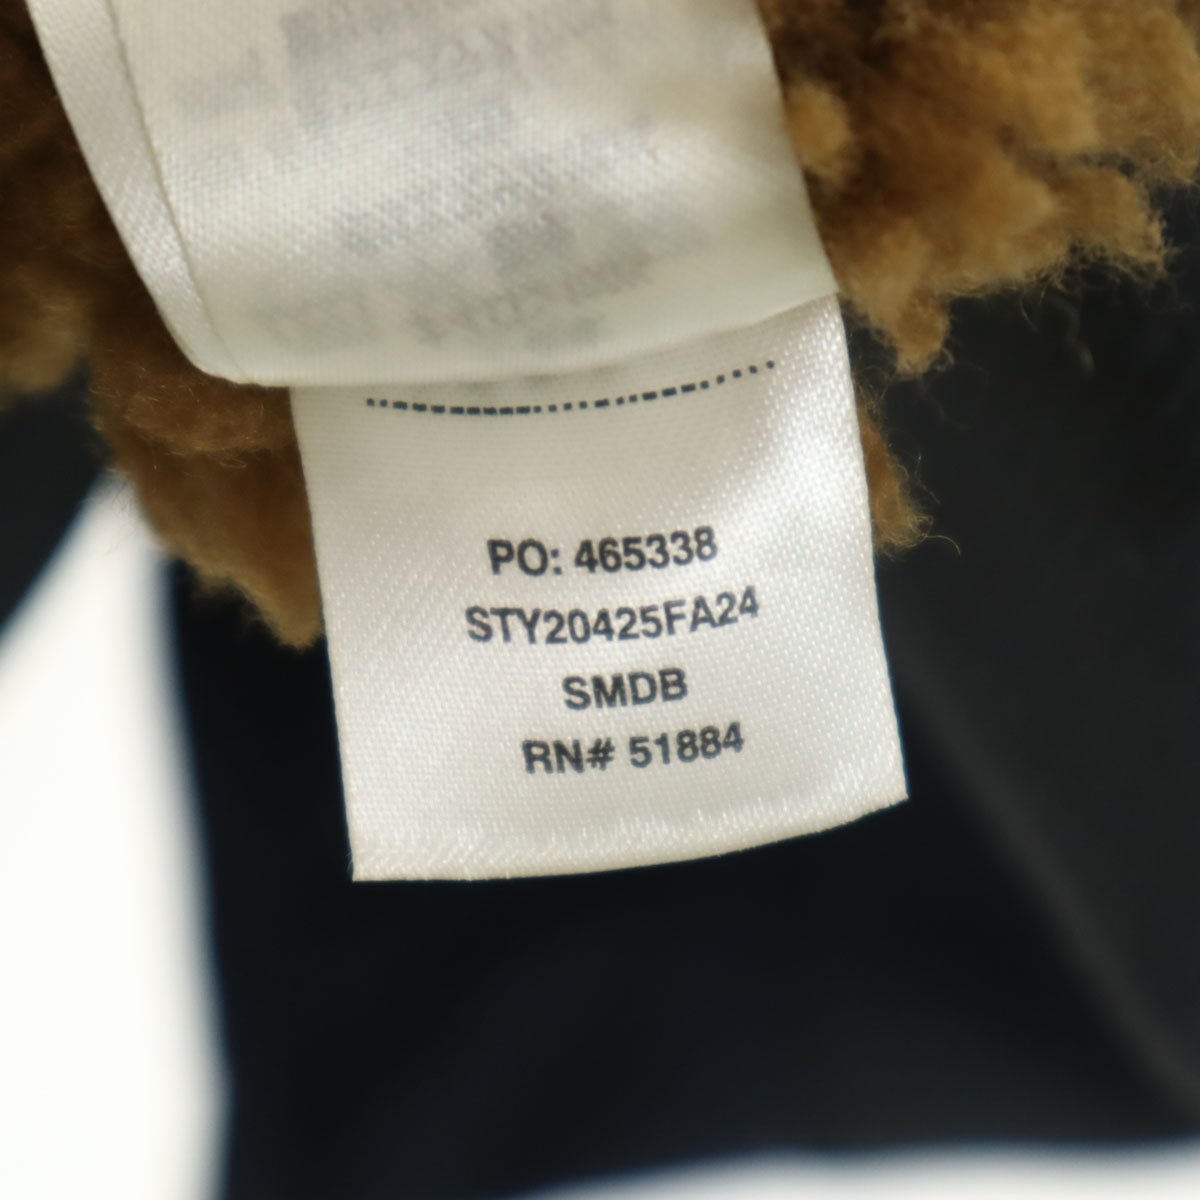 PO: 465338
STY20425FA24
SMDB
RN# 51884